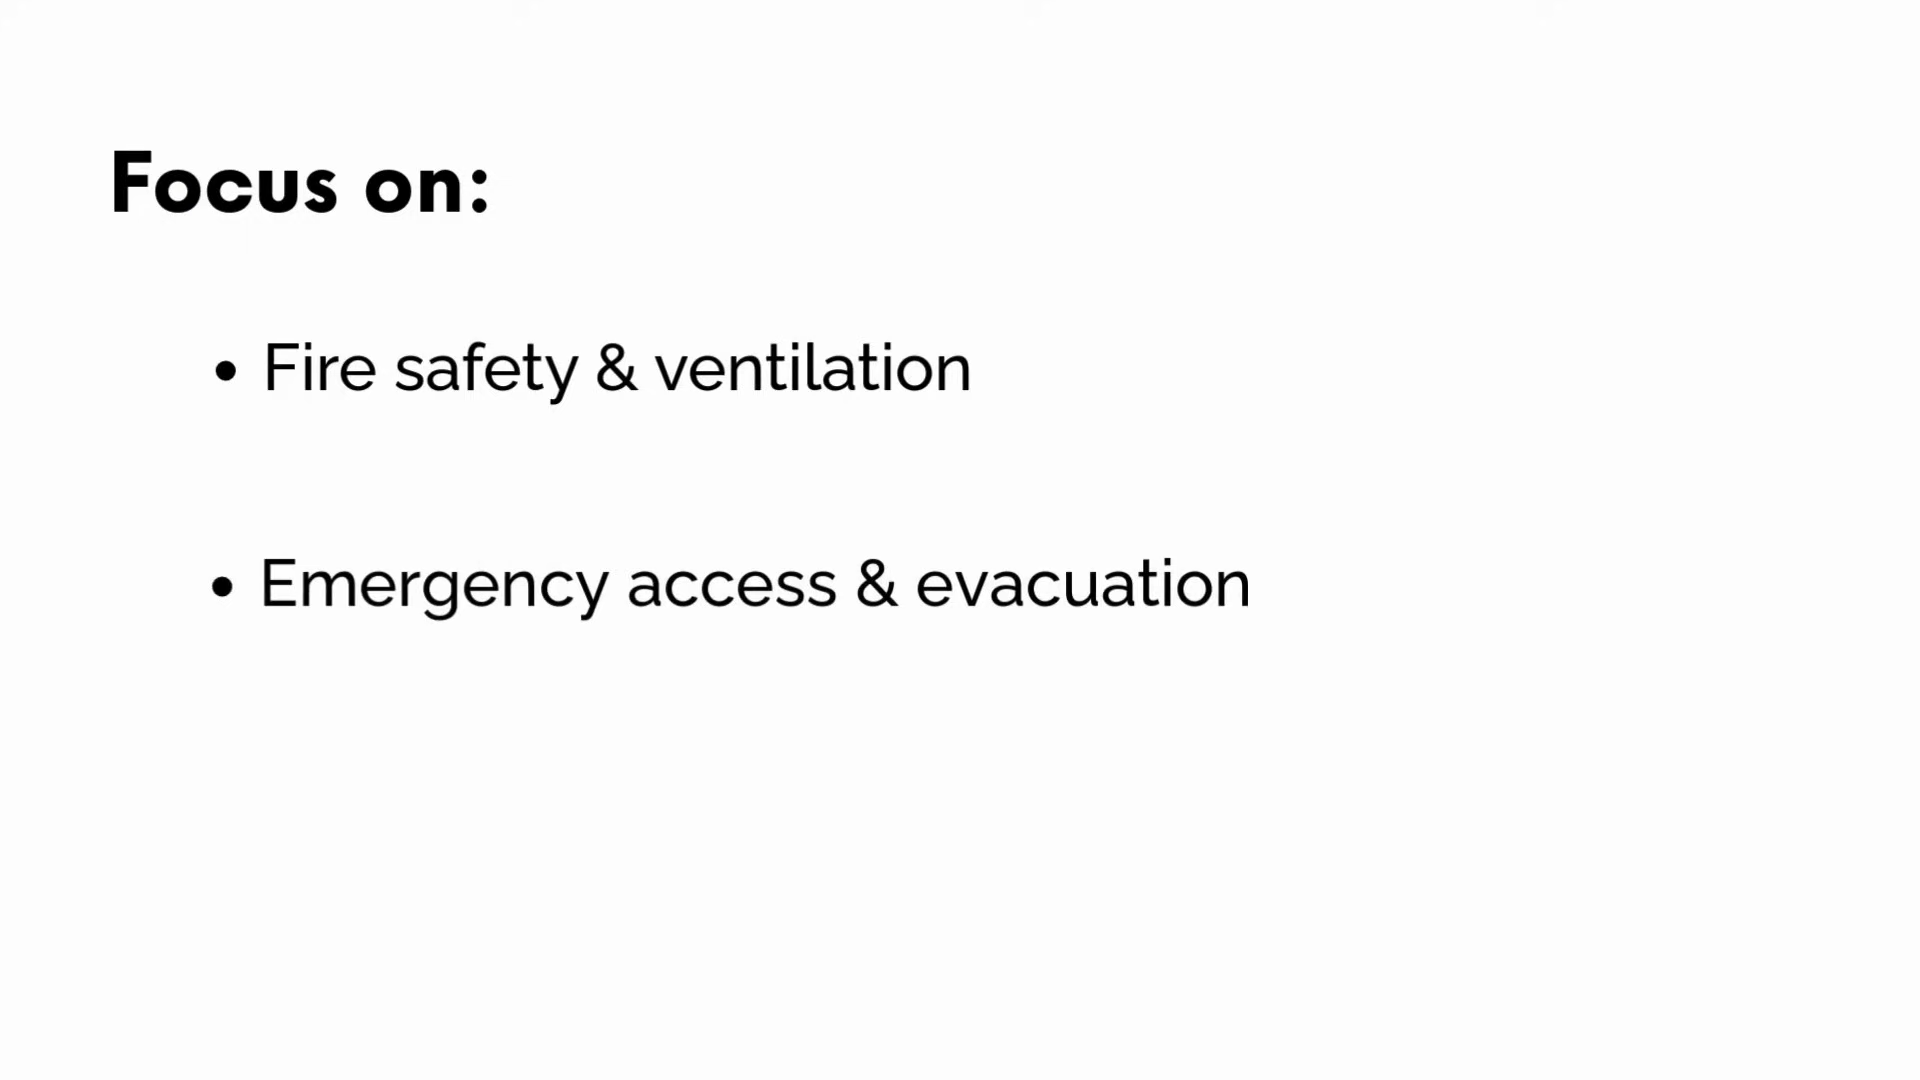 Focus on:
• Fire safety & ventilation
• Emergency access & evacuation